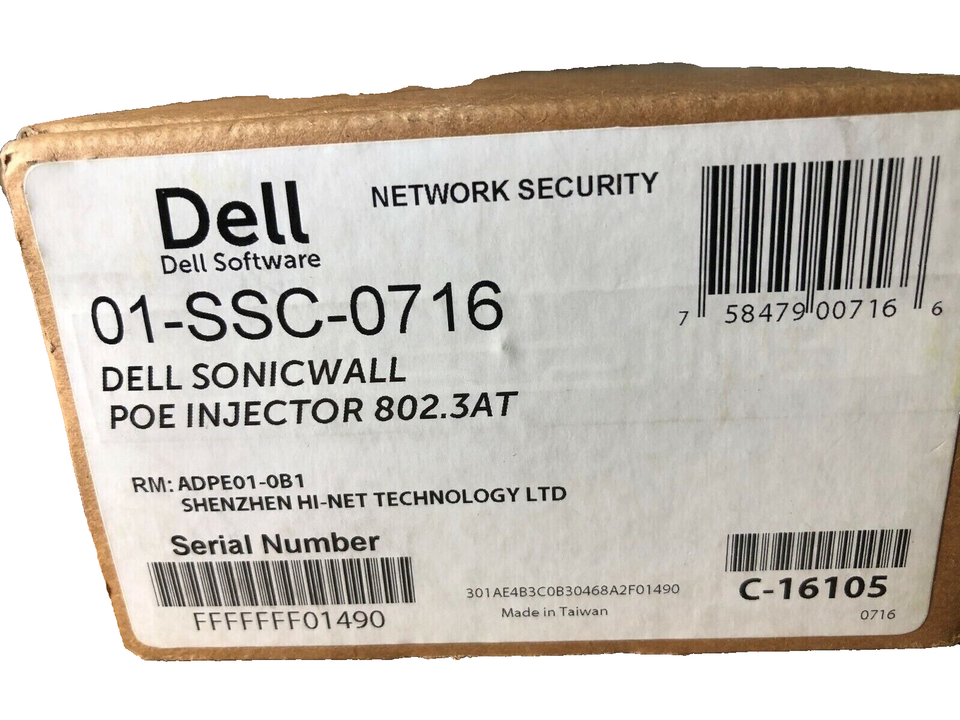 Dell
Dell Software
NETWORK SECURITY
7 58479 00716 6
01-SSC-0716
DELL SONICWALL
POE INJECTOR 802.3AT
RM: ADPE01-0B1
SHENZHEN HI-NET TECHNOLOGY LTD
Serial Number
FFFFFFF01490
301AE4B3C0B30468A2F01490
Made in Taiwan
C-16105
0716